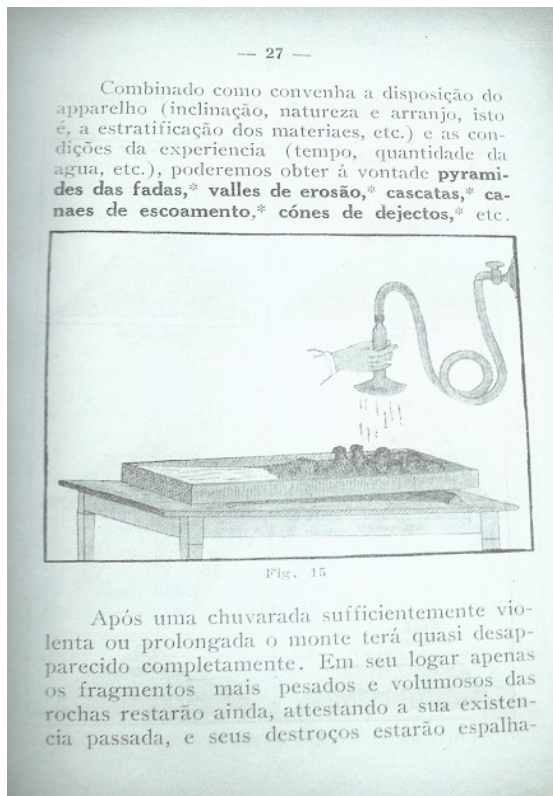 — 27 —
Combinado como convenha a disposição do
apparelho (inclinação, natureza e arranjo, isto
é, a estratificação dos materiaes, etc.) e as con-
dições da experiencia (tempo, quantidade da
agua, etc.), poderemos obter á vontade pyrami-
des das fadas,* valles de erosão,* cascatas,* ca-
naes de escoamento,* cónes de dejectos,* etc.
Fig. 15
Após uma chuvarada sufficientemente vio-
lenta ou prolongada o monte terá quasi desap-
parecido completamente. Em seu logar apenas
os fragmentos mais pesados e volumosos das
rochas restarão ainda, attestando a sua existen-
cia passada, e seus destroços estarão espalha-